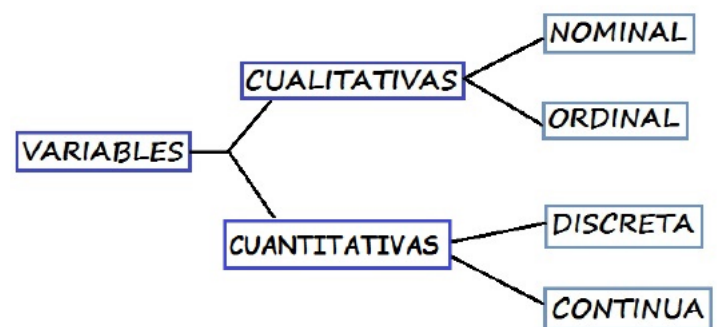 VARIABLES
CUALITATIVAS
NOMINAL
ORDINAL
CUANTITATIVAS
DISCRETA
CONTINUA